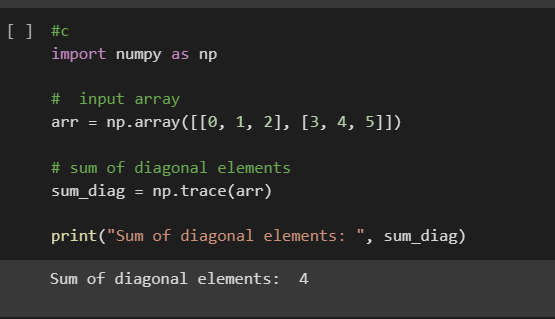 [ ] #c
import numpy as np
#  input array
arr = np.array([[0, 1, 2], [3, 4, 5]])
# sum of diagonal elements
sum_diag = np.trace(arr)
print("Sum of diagonal elements: ", sum_diag)
Sum of diagonal elements:  4